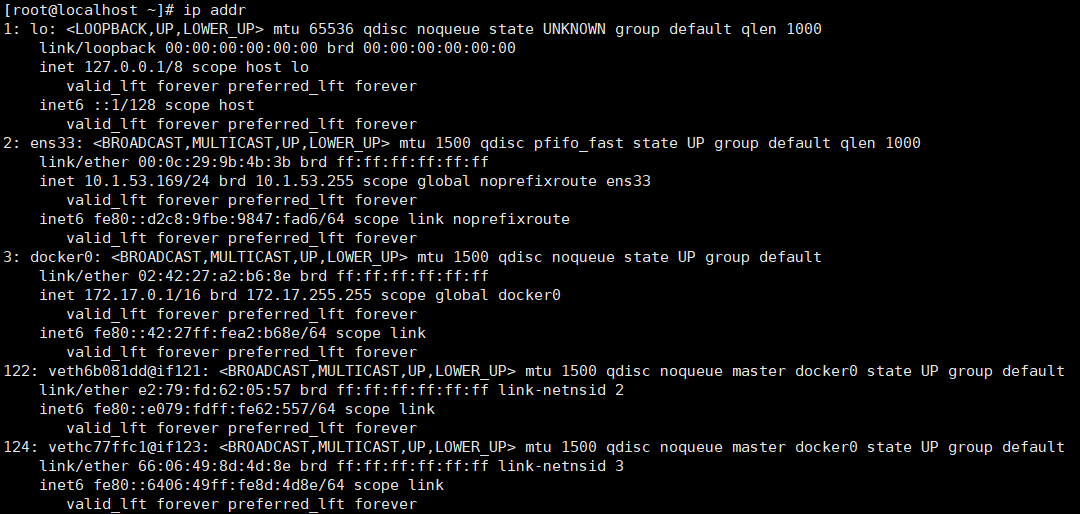 [root@localhost ~]# ip addr
1: lo: <LOOPBACK,UP,LOWER_UP> mtu 65536 qdisc noqueue state UNKNOWN group default qlen 1000
    link/loopback 00:00:00:00:00:00 brd 00:00:00:00:00:00
    inet 127.0.0.1/8 scope host lo
       valid_lft forever preferred_lft forever
    inet6 ::1/128 scope host
       valid_lft forever preferred_lft forever
2: ens33: <BROADCAST,MULTICAST,UP,LOWER_UP> mtu 1500 qdisc pfifo_fast state UP group default qlen 1000
    link/ether 00:0c:29:9b:4b:3b brd ff:ff:ff:ff:ff:ff
    inet 10.1.53.169/24 brd 10.1.53.255 scope global noprefixroute ens33
       valid_lft forever preferred_lft forever
    inet6 fe80::d2c8:9fbe:9847:fad6/64 scope link noprefixroute
       valid_lft forever preferred_lft forever
3: docker0: <BROADCAST,MULTICAST,UP,LOWER_UP> mtu 1500 qdisc noqueue state UP group default
    link/ether 02:42:27:a2:b6:8e brd ff:ff:ff:ff:ff:ff
    inet 172.17.0.1/16 brd 172.17.255.255 scope global docker0
       valid_lft forever preferred_lft forever
    inet6 fe80::42:27ff:fea2:b68e/64 scope link
       valid_lft forever preferred_lft forever
122: veth6b081dd@if121: <BROADCAST,MULTICAST,UP,LOWER_UP> mtu 1500 qdisc noqueue master docker0 state UP group default
    link/ether e2:79:fd:62:05:57 brd ff:ff:ff:ff:ff:ff link-netnsid 2
    inet6 fe80::e079:fdff:fe62:557/64 scope link
       valid_lft forever preferred_lft forever
124: vethc77ffc1@if123: <BROADCAST,MULTICAST,UP,LOWER_UP> mtu 1500 qdisc noqueue master docker0 state UP group default
    link/ether 66:06:49:8d:4d:8e brd ff:ff:ff:ff:ff:ff link-netnsid 3
    inet6 fe80::6406:49ff:fe8d:4d8e/64 scope link
       valid_lft forever preferred_lft forever